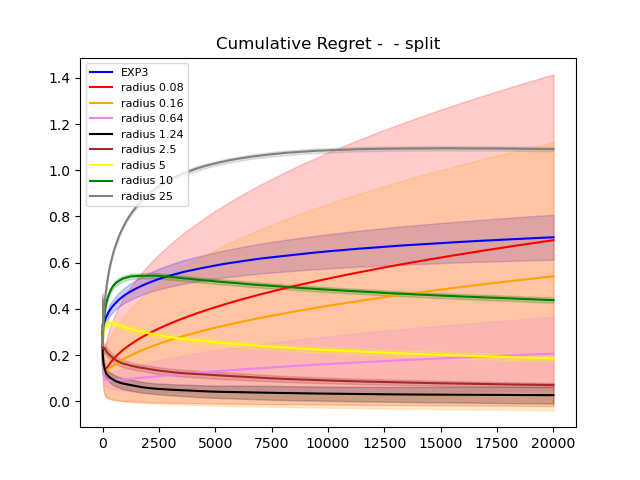 Cumulative Regret -  - split
EXP3
radius 0.08
radius 0.16
radius 0.64
radius 1.24
radius 2.5
radius 5
radius 10
radius 25
1.4
1.2
1.0
0.8
0.6
0.4
0.2
0.0
0 2500 5000 7500 10000 12500 15000 17500 20000